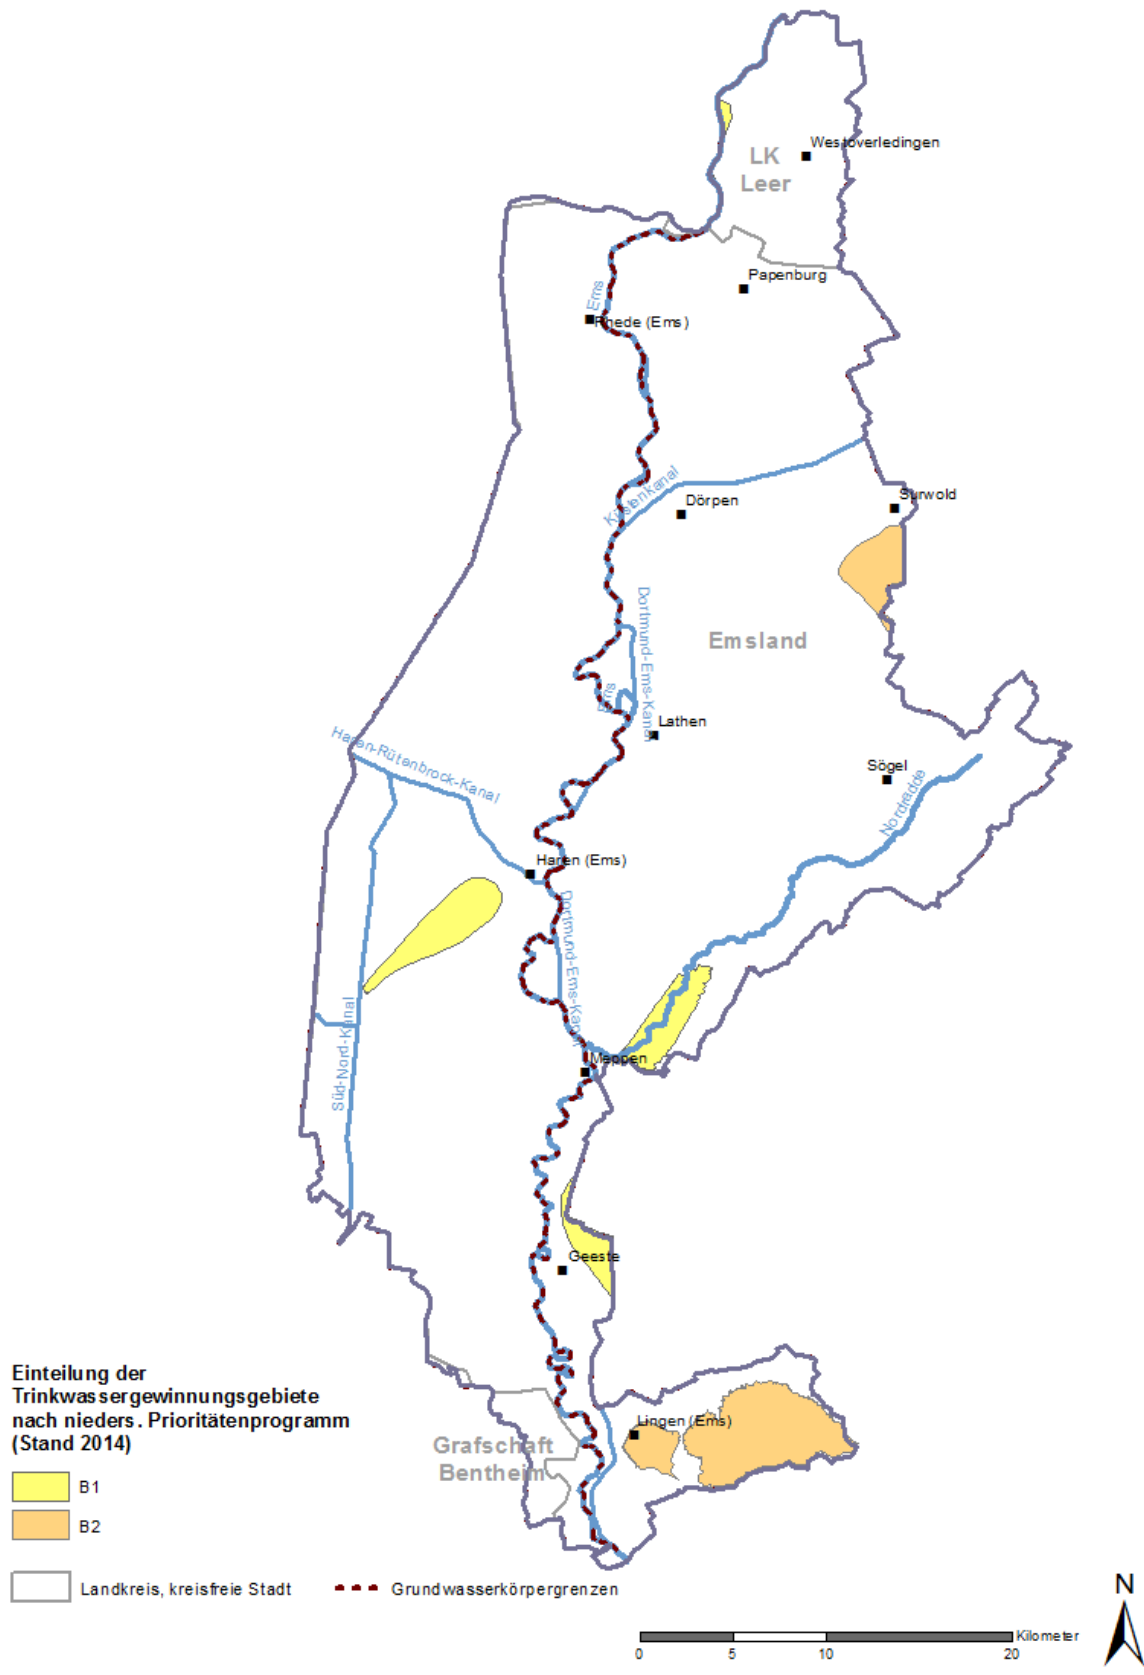 Westoverledingen
LK
Leer
Papenburg
Ems
Rhede (Ems)
Küstenkanal
Dörpen
Surwold
Dortmund-Ems-Kanal
Emsland
Ems
Lathen
Haren-Rütenbrock-Kanal
Sögel
Nordradde
Haren (Ems)
Dortmund-Ems-Kanal
Süd-Nord-Kanal
Meppen
Geeste
Einteilung der
Trinkwassergewinnungsgebiete
nach nieders. Prioritätenprogramm
(Stand 2014)
Lingen (Ems)
Grafschaft
Bentheim
B1
B2
Landkreis, kreisfreie Stadt
Grundwasserkörpergrenzen
N
Kilometer
0 5 10 20